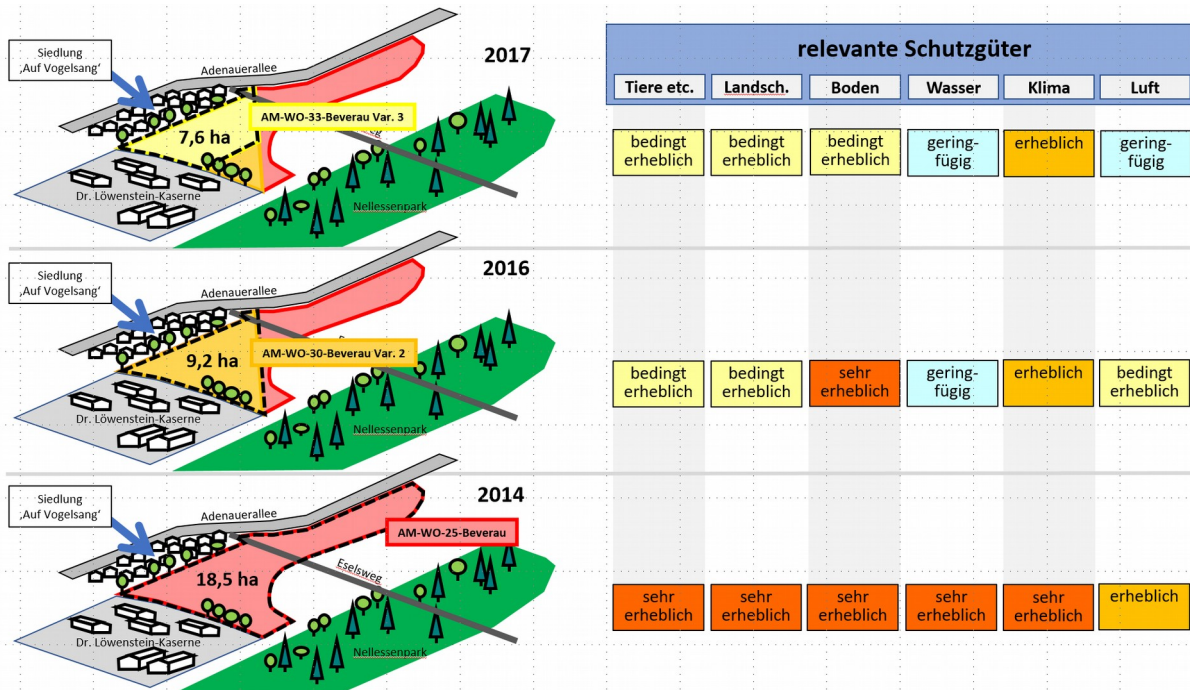 relevante Schutzgüter
Tiere etc.
Landsch.
Boden
Wasser
Klima
Luft
Siedlung
‚Auf Vogelsang'
Adenauerallee
2017
AM-WO-33-Beverau Var. 3
7,6 ha
Dr. Löwenstein-Kaserne
Nellessenpark
bedingt
erheblich
bedingt
erheblich
bedingt
erheblich
gering-
fügig
erheblich
gering-
fügig
Siedlung
‚Auf Vogelsang'
Adenauerallee
2016
AM-WO-30-Beverau Var. 2
9,2 ha
Dr. Löwenstein-Kaserne
Nellessenpark
bedingt
erheblich
bedingt
erheblich
sehr
erheblich
gering-
fügig
erheblich
bedingt
erheblich
Siedlung
‚Auf Vogelsang'
Adenauerallee
2014
AM-WO-25-Beverau
18,5 ha
Eselsweg
Dr. Löwenstein-Kaserne
Nellessenpark
sehr
erheblich
sehr
erheblich
sehr
erheblich
sehr
erheblich
sehr
erheblich
erheblich